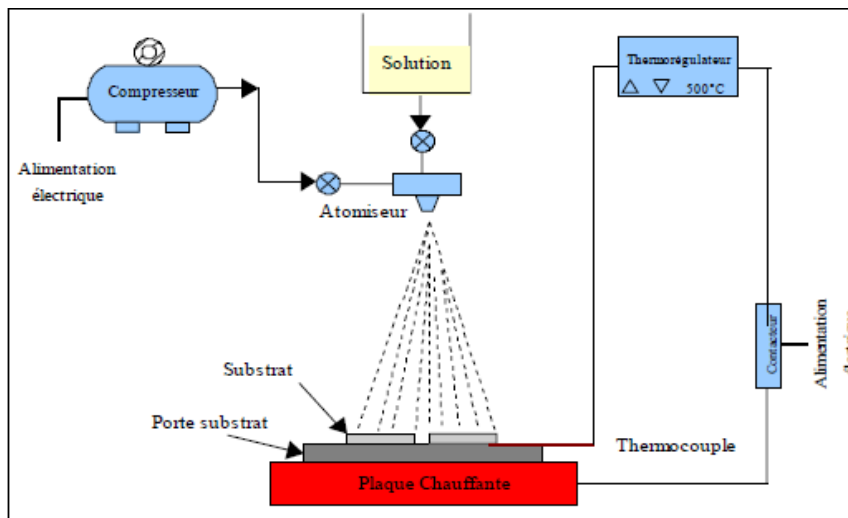 Solution
Thermorégulateur
500°C
Compresseur
Alimentation
électrique
Atomiseur
Contacteur
Alimentation
Substrat
Porte substrat
Thermocouple
Plaque Chauffante